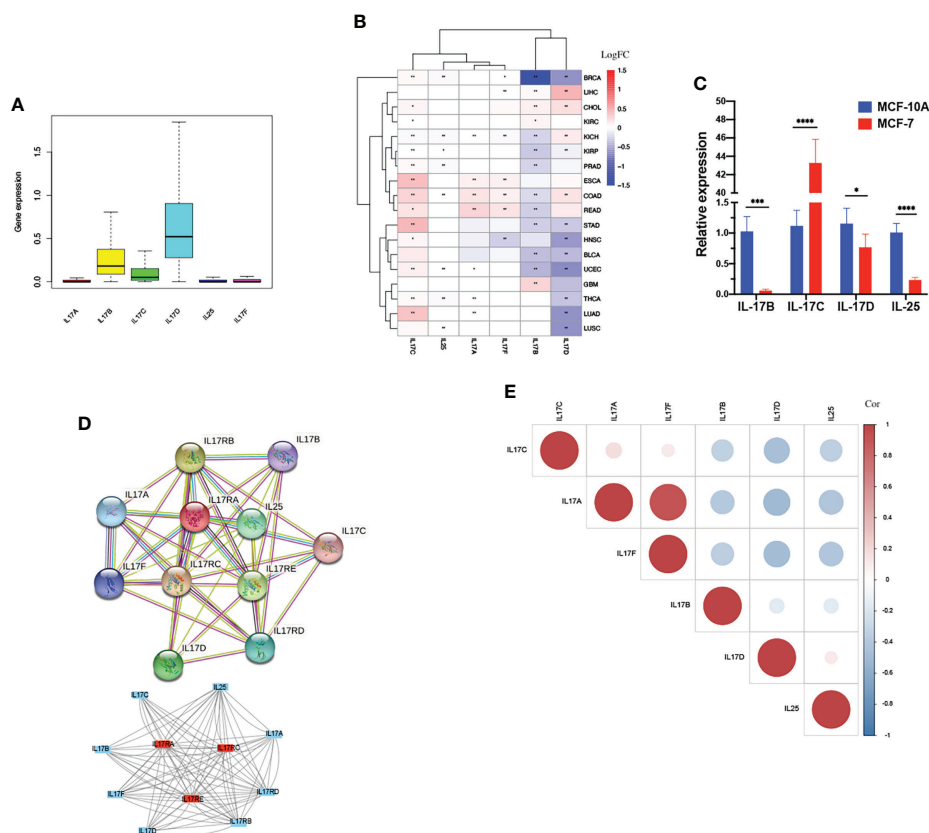 A
Gene expression
1.5
1.0
0.5
0.0
IL17A
IL17B
IL17C
IL17D
IL25
IL17F
B
LogFC
1.5
1
0.5
0
-0.5
-1
-1.5
BRCA
LIHC
CHOL
KIRC
KICH
KIRP
PRAD
ESCA
COAD
READ
STAD
HNSC
BLCA
UCEC
GBM
THCA
LUAD
LUSC
IL17C
IL25
IL17A
IL17F
IL17B
IL17D
C
MCF-10A
MCF-7
Relative expression
50
48
46
44
42
40
1.5
1.0
0.5
0
***
****
*
****
IL-17B
IL-17C
IL-17D
IL-25
D
IL17RB
IL17B
IL17A
IL17RA
IL25
IL17C
IL17F
IL17RC
IL17RE
IL17RD
IL17D
IL17C
IL25
IL17A
IL17RA
IL17RC
IL17B
IL17F
IL17RE
IL17RD
IL17RB
IL17D
E
Cor
IL17C
IL17A
IL17F
IL17B
IL17D
IL25
IL17C
IL17A
IL17F
IL17B
IL17D
IL25
1
0.8
0.6
0.4
0.2
0
-0.2
-0.4
-0.6
-0.8
-1